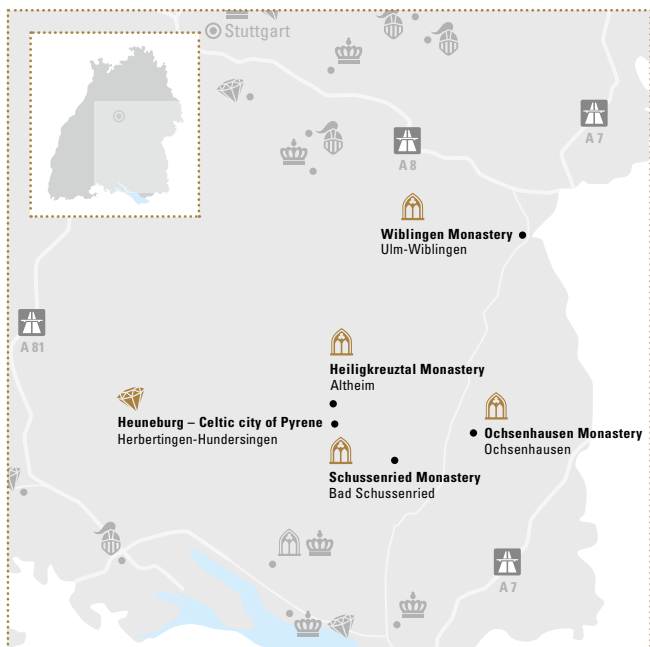 Stuttgart
A 7
A 8
Wiblingen Monastery
Ulm-Wiblingen
A 81
Heiligkreuztal Monastery
Altheim
Heuneburg – Celtic city of Pyrene
Herbertingen-Hundersingen
Ochsenhausen Monastery
Ochsenhausen
Schussenried Monastery
Bad Schussenried
A 7